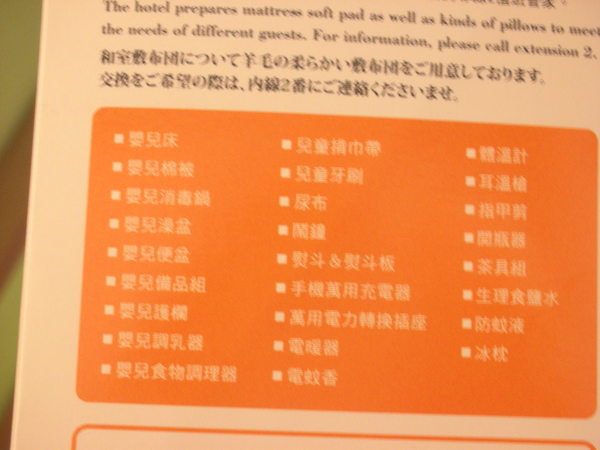 The hotel prepares mattress soft pad as well as kinds of pillows to meet
the needs of different guests. For information, please call extension 2.
和室敷布団について羊毛の柔らかい敷布団をご用意しております。
交換をご希望の際は、内線2番にご連絡くださいませ。
■嬰兒床
■嬰兒棉被
■嬰兒消毒鍋
■嬰兒澡盆
■嬰兒便盆
■嬰兒備品組
■嬰兒護欄
■嬰兒調乳器
■嬰兒食物調理器
■兒童揹巾帶
■兒童牙刷
■尿布
■鬧鐘
■熨斗&熨斗板
■手機萬用充電器
■萬用電力轉換插座
■電暖器
■電蚊香
■體溫計
■耳溫槍
■指甲剪
■開瓶器
■茶具組
■生理食鹽水
■防蚊液
■冰枕